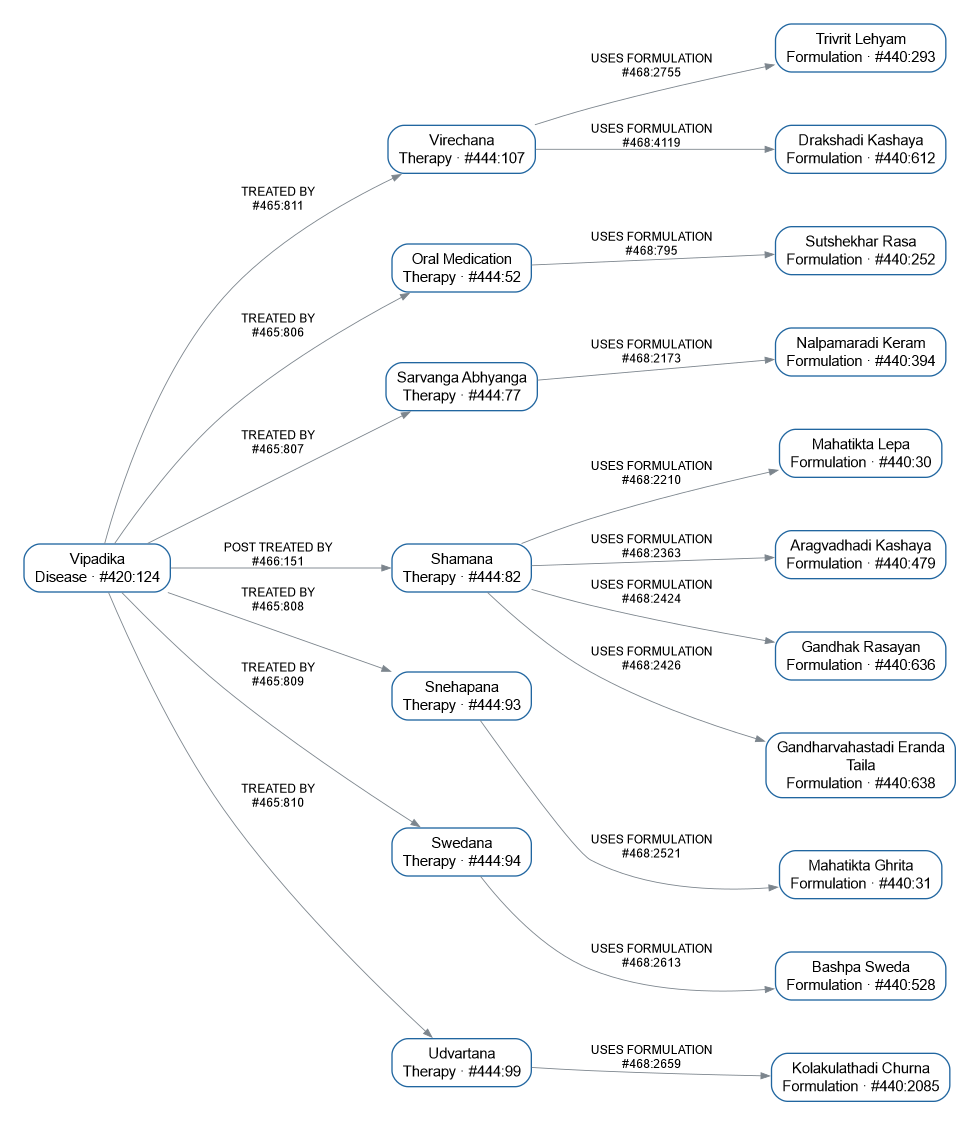 Trivrit Lehyam
Formulation · #440:293
USES FORMULATION
#468:2755
Virechana
Therapy · #444:107
USES FORMULATION
#468:4119
Drakshadi Kashaya
Formulation · #440:612
TREATED BY
#465:811
USES FORMULATION
#468:795
Sutshekhar Rasa
Formulation · #440:252
Oral Medication
Therapy · #444:52
TREATED BY
#465:806
USES FORMULATION
#468:2173
Nalpamaradi Keram
Formulation · #440:394
Sarvanga Abhyanga
Therapy · #444:77
TREATED BY
#465:807
Mahatikta Lepa
Formulation · #440:30
USES FORMULATION
#468:2210
Vipadika
Disease · #420:124
POST TREATED BY
#466:151
Shamana
Therapy · #444:82
USES FORMULATION
#468:2363
Aragvadhadi Kashaya
Formulation · #440:479
TREATED BY
#465:808
USES FORMULATION
#468:2424
Gandhak Rasayan
Formulation · #440:636
USES FORMULATION
#468:2426
TREATED BY
#465:809
Snehapana
Therapy · #444:93
Gandharvahastadi Eranda
Taila
Formulation · #440:638
TREATED BY
#465:810
Swedana
Therapy · #444:94
USES FORMULATION
#468:2521
Mahatikta Ghrita
Formulation · #440:31
USES FORMULATION
#468:2613
Bashpa Sweda
Formulation · #440:528
Udvartana
Therapy · #444:99
USES FORMULATION
#468:2659
Kolakulathadi Churna
Formulation · #440:2085